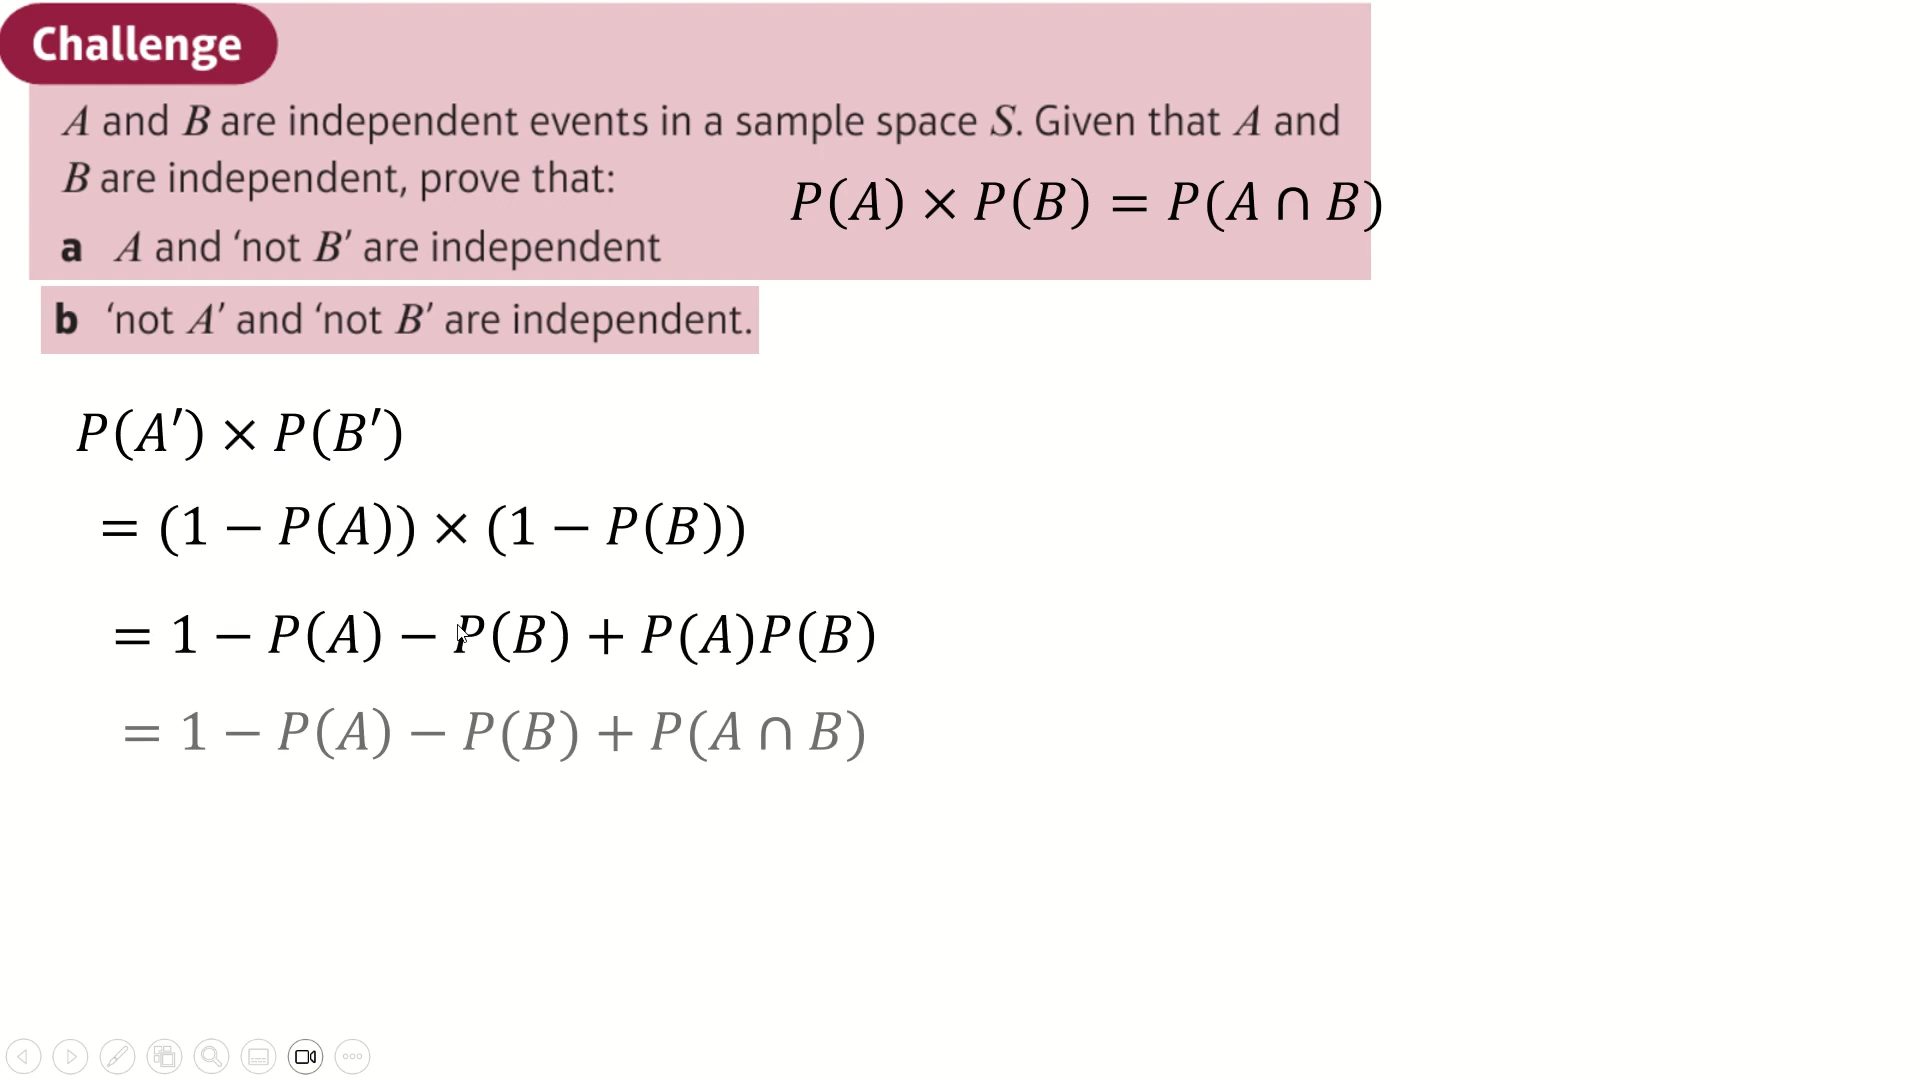 Challenge
A and B are independent events in a sample space S. Given that A and
B are independent, prove that:
P(A) × P(B) = P(A ∩ B)
a A and ‘not B’ are independent
b ‘not A’ and ‘not B’ are independent.
P(A′) × P(B′)
= (1 − P(A)) × (1 − P(B))
= 1 − P(A) − P(B) + P(A)P(B)
= 1 − P(A) − P(B) + P(A ∩ B)